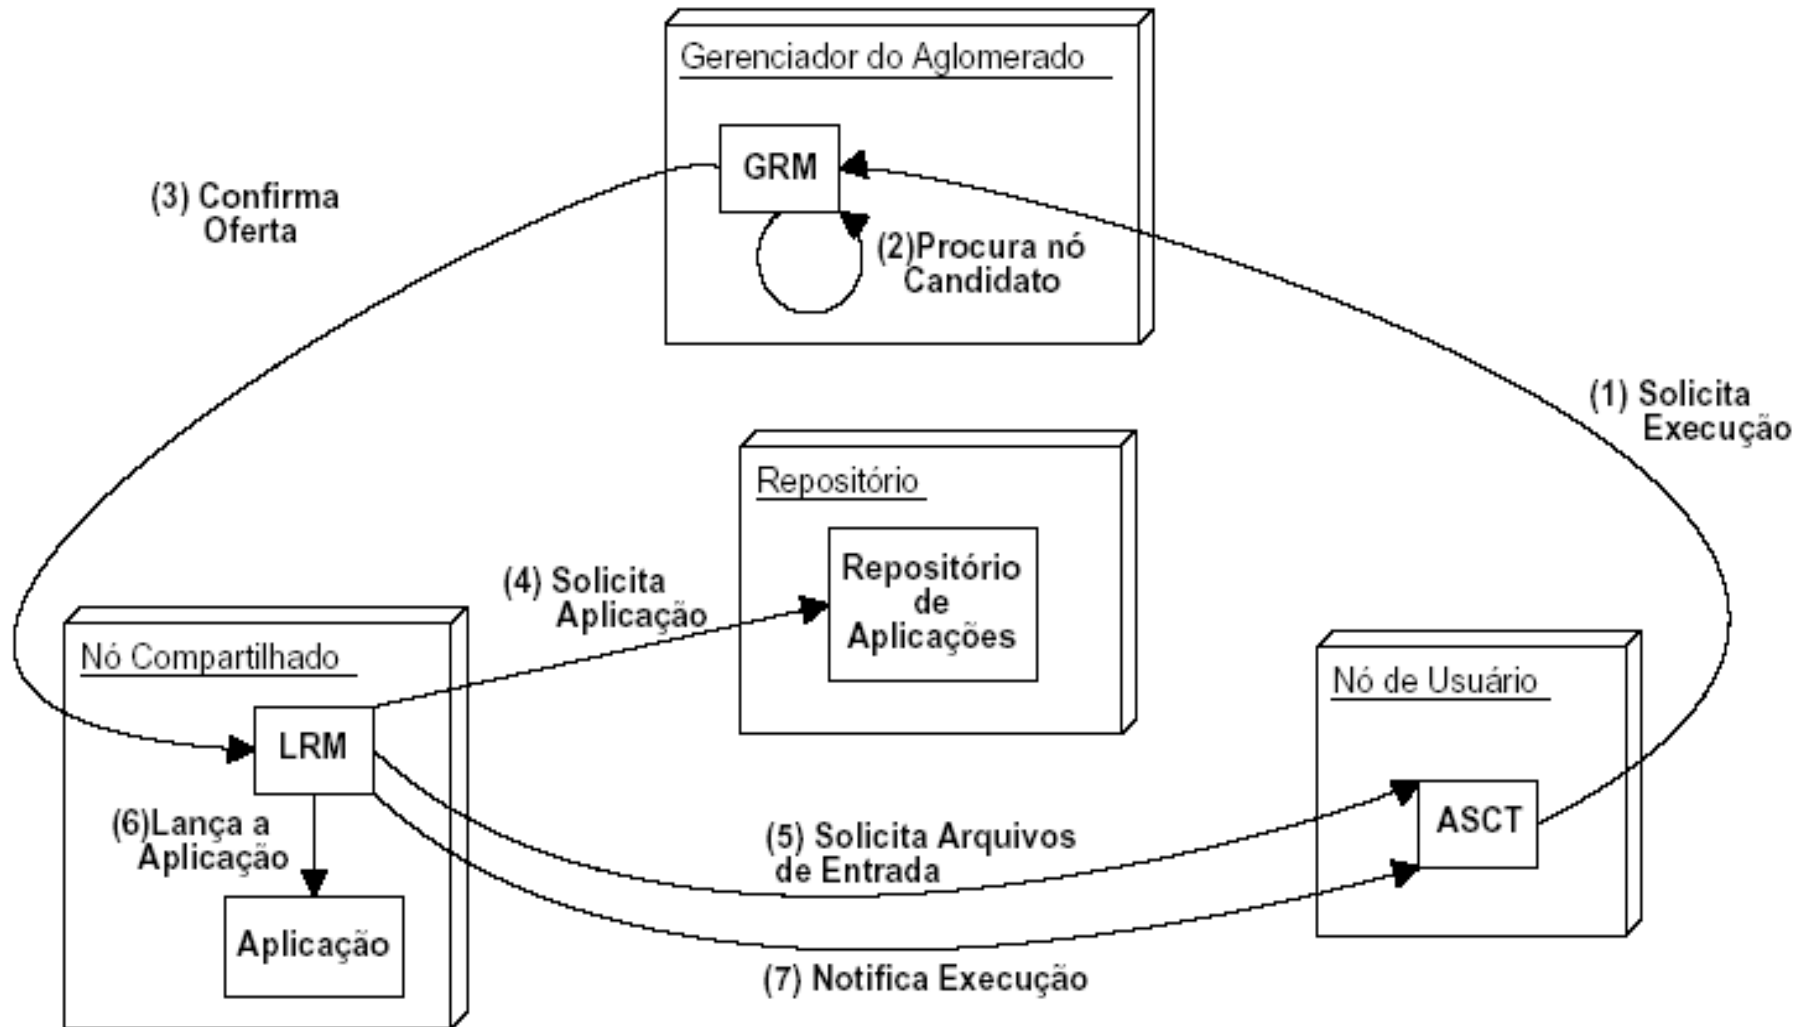 Gerenciador do Aglomerado
GRM
(2)Procura nó
Candidato
(3) Confirma
Oferta
(1) Solicita
Execução
Repositório
Repositório
de
Aplicações
(4) Solicita
Aplicação
Nó Compartilhado
LRM
(6)Lança a
Aplicação
Aplicação
Nó de Usuário
ASCT
(5) Solicita Arquivos
de Entrada
(7) Notifica Execução